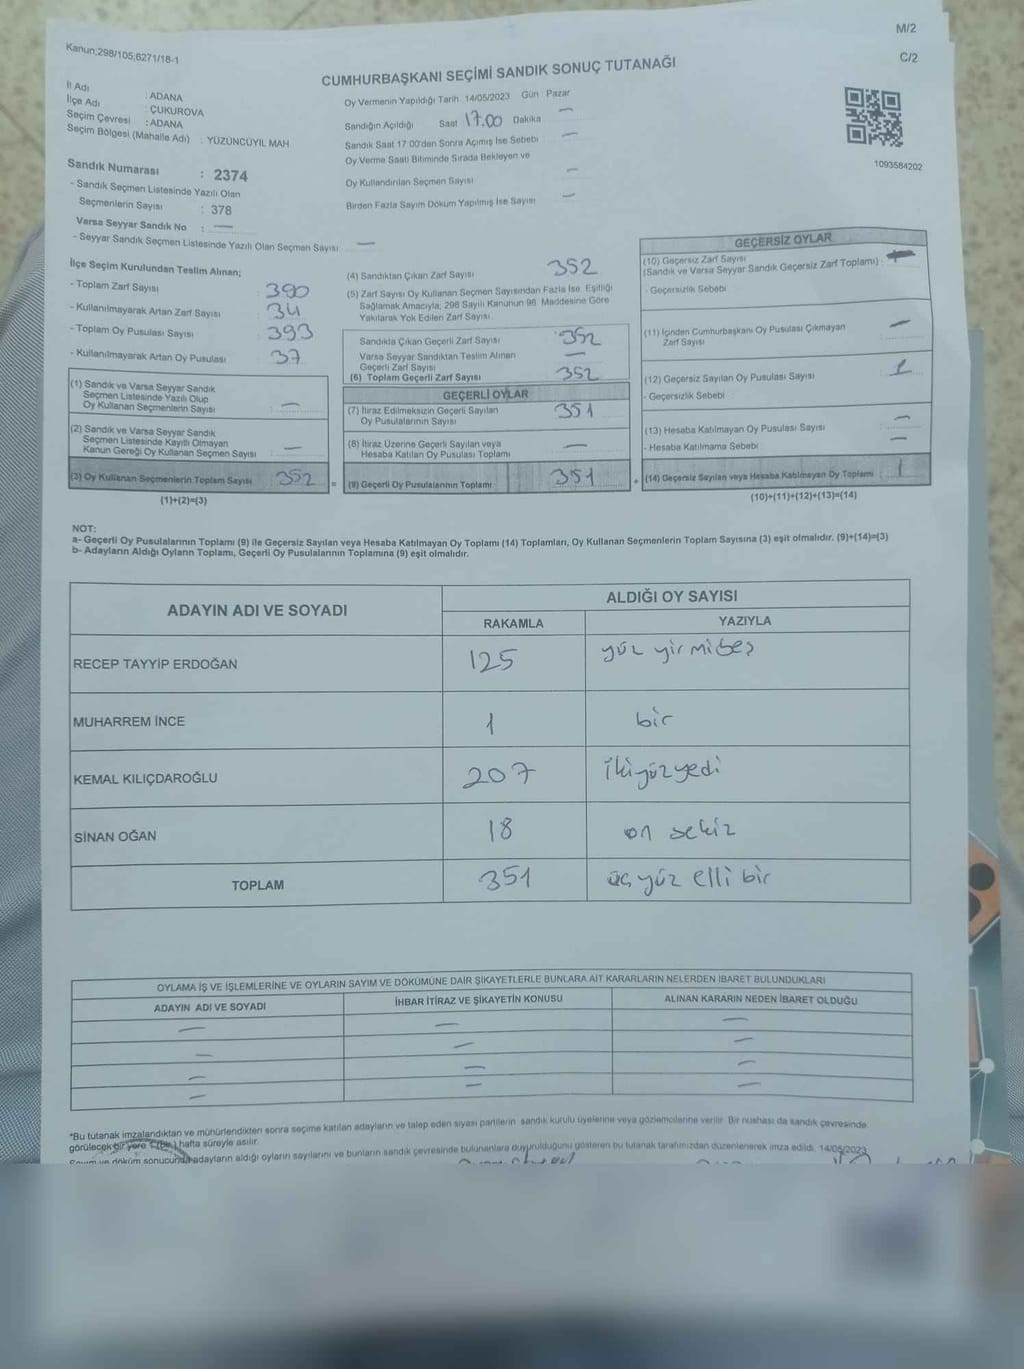 Kanun;298/105;6271/18-1
M/2
C/2
CUMHURBAŞKANI SEÇİMİ SANDIK SONUÇ TUTANAĞI
İl Adı : ADANA
İlçe Adı : ÇUKUROVA
Seçim Çevresi : ADANA
Seçim Bölgesi (Mahalle Adı) : YÜZÜNCÜYIL MAH
Sandık Numarası : 2374
- Sandık Seçmen Listesinde Yazılı Olan
Seçmenlerin Sayısı : 378
Varsa Seyyar Sandık No : —
- Seyyar Sandık Seçmen Listesinde Yazılı Olan Seçmen Sayısı —
Oy Vermenin Yapıldığı Tarih 14/05/2023 Gün : Pazar
Sandığın Açıldığı Saat 17.00 Dakika —
Sandık Saat 17 00'den Sonra Açımış İse Sebebi —
Oy Verme Saati Bitiminde Sırada Bekleyen ve
Oy Kullandırılan Seçmen Sayısı —
Birden Fazla Sayım Döküm Yapılmış İse Sayısı —
1093584202
İlçe Seçim Kurulundan Teslim Alınan;
- Toplam Zarf Sayısı : 390
- Kullanılmayarak Artan Zarf Sayısı : 34
- Toplam Oy Pusulası Sayısı : 393
- Kullanılmayarak Artan Oy Pusulası : 37
(1) Sandık ve Varsa Seyyar Sandık
Seçmen Listesinde Yazılı Olup
Oy Kullanan Seçmenlerin Sayısı : —
(2) Sandık ve Varsa Seyyar Sandık
Seçmen Listesinde Kayıtlı Olmayan
Kanun Gereği Oy Kullanan Seçmen Sayısı : —
(3) Oy Kullanan Seçmenlerin Toplam Sayısı : 352
(1)+(2)=(3)
(4) Sandıktan Çıkan Zarf Sayısı 352
(5) Zarf Sayısı Oy Kullanan Seçmen Sayısından Fazla İse. Eşitliği
Sağlamak Amacıyla, 298 Sayılı Kanunun 98. Maddesine Göre
Yakılarak Yok Edilen Zarf Sayısı
Sandıkta Çıkan Geçerli Zarf Sayısı : 352
Varsa Seyyar Sandıktan Teslim Alınan
Geçerli Zarf Sayısı —
(6) Toplam Geçerli Zarf Sayısı 352
GEÇERLİ OYLAR
(7) İtiraz Edilmeksizin Geçerli Sayılan
Oy Pusulalarının Sayısı 351
(8) İtiraz Üzerine Geçerli Sayılan veya
Hesaba Katılan Oy Pusulası Toplamı —
= (9) Geçerli Oy Pusulalarının Toplamı 351
GEÇERSİZ OYLAR
(10) Geçersiz Zarf Sayısı
(Sandık ve Varsa Seyyar Sandık Geçersiz Zarf Toplamı) : —
- Geçersizlik Sebebi
(11) İçinden Cumhurbaşkanı Oy Pusulası Çıkmayan
Zarf Sayısı —
(12) Geçersiz Sayılan Oy Pusulası Sayısı : 1
- Geçersizlik Sebebi
(13) Hesaba Katılmayan Oy Pusulası Sayısı : —
- Hesaba Katılmama Sebebi —
+ (14) Geçersiz Sayılan veya Hesaba Katılmayan Oy Toplamı 1
(10)+(11)+(12)+(13)=(14)
NOT:
a- Geçerli Oy Pusulalarının Toplamı (9) ile Geçersiz Sayılan veya Hesaba Katılmayan Oy Toplamı (14) Toplamları, Oy Kullanan Seçmenlerin Toplam Sayısına (3) eşit olmalıdır. (9)+(14)=(3)
b- Adayların Aldığı Oyların Toplamı, Geçerli Oy Pusulalarının Toplamına (9) eşit olmalıdır.
ADAYIN ADI VE SOYADI
ALDIĞI OY SAYISI
RAKAMLA YAZIYLA
RECEP TAYYİP ERDOĞAN 125 yüz yirmibeş
MUHARREM İNCE 1 bir
KEMAL KILIÇDAROĞLU 207 ikiyüzyedi
SİNAN OĞAN 18 on sekiz
TOPLAM 351 üç yüz elli bir
OYLAMA İŞ VE İŞLEMLERİNE VE OYLARIN SAYIM VE DÖKÜMÜNE DAİR ŞİKAYETLERLE BUNLARA AİT KARARLARIN NELERDEN İBARET BULUNDUKLARI
ADAYIN ADI VE SOYADI İHBAR İTİRAZ VE ŞİKAYETİN KONUSU ALINAN KARARIN NEDEN İBARET OLDUĞU
— — —
— — —
— — —
— — —
*Bu tutanak imzalandıktan ve mühürlendikten sonra seçime katılan adayların ve talep eden siyasi partilerin sandık kurulu üyelerine veya gözlemcilerine verilir. Bir nushası da sandık çevresinde
görülecek bir yere 1 (Bir) hafta süreyle asılır.
Sayım ve döküm sonucunda adayların aldığı oyların sayılarını ve bunların sandık çevresinde bulunanlara duyurulduğunu gösteren bu tutanak tarafımızdan düzenlenerek imza edildi. 14/05/2023